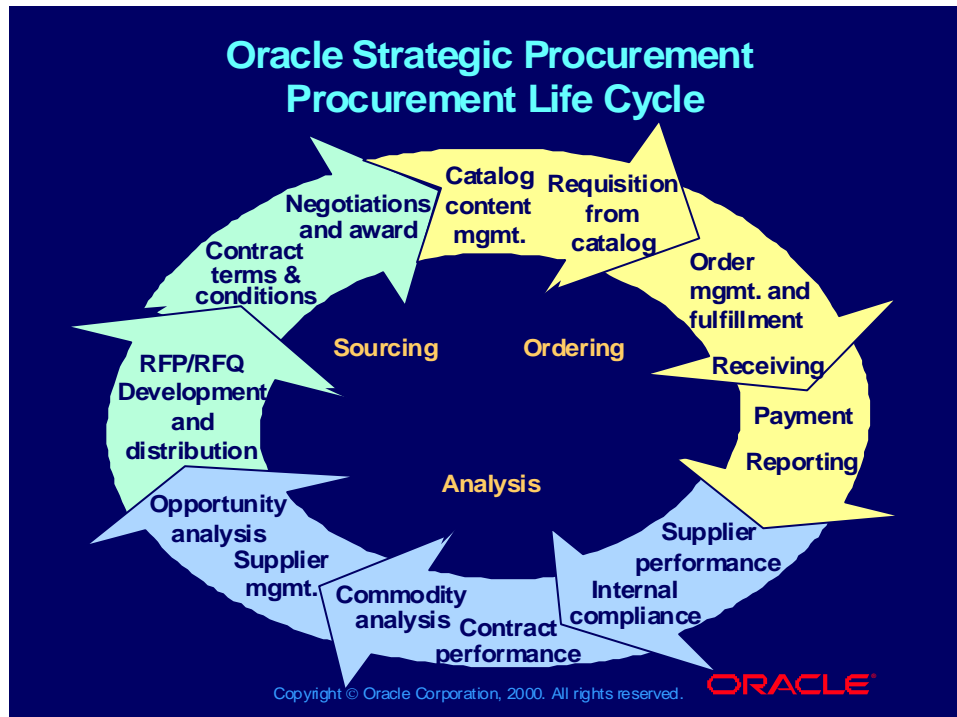 Oracle Strategic Procurement
Procurement Life Cycle
Catalog
content
mgmt.
Requisition
from
catalog
Order
mgmt. and
fulfillment
Receiving
Payment
Reporting
Supplier
performance
Internal
compliance
Contract
performance
Commodity
analysis
Supplier
mgmt.
Opportunity
analysis
RFP/RFQ
Development
and
distribution
Contract
terms &
conditions
Negotiations
and award
Sourcing
Ordering
Analysis
Copyright © Oracle Corporation, 2000. All rights reserved.
ORACLE®